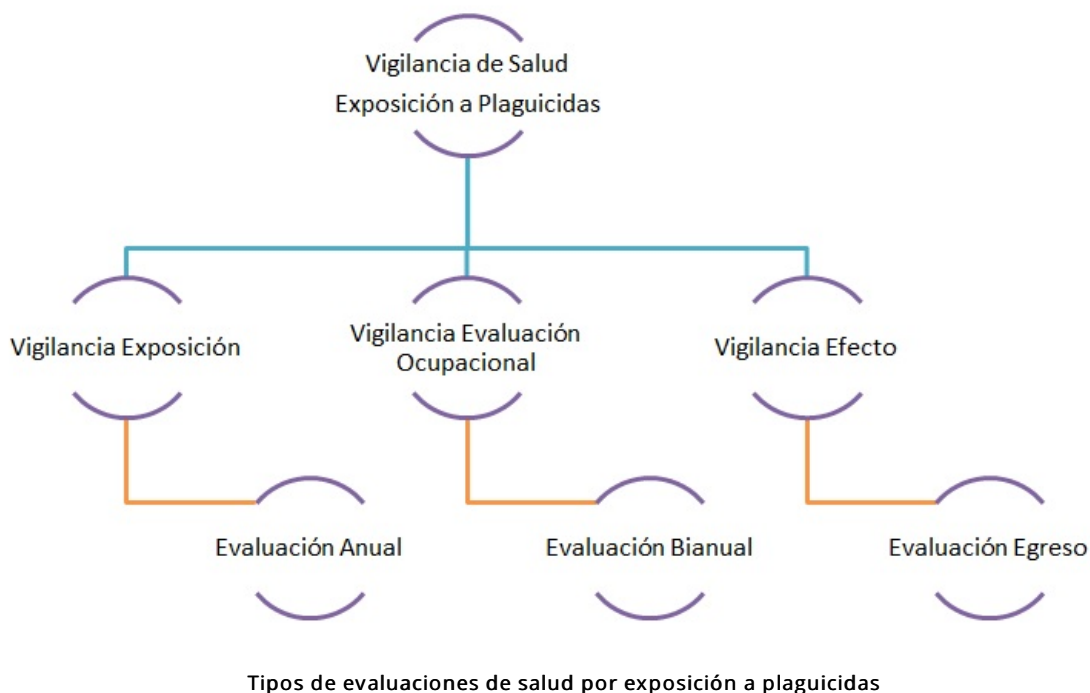 Vigilancia de Salud
Exposición a Plaguicidas
Vigilancia Exposición
Vigilancia Evaluación
Ocupacional
Vigilancia Efecto
Evaluación Anual
Evaluación Bianual
Evaluación Egreso
Tipos de evaluaciones de salud por exposición a plaguicidas